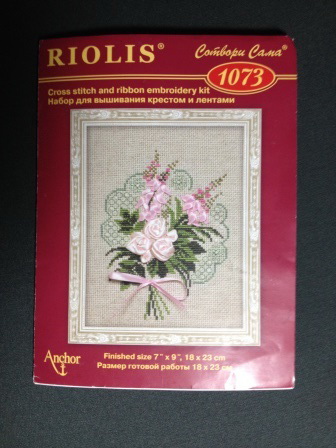 RIOLIS®
Сотвори Сама®
1073
Cross stitch and ribbon embroidery kit
Набор для вышивания крестом и лентами
Anchor
Finished size 7" x 9", 18 x 23 cm
Размер готовой работы 18 x 23 cm